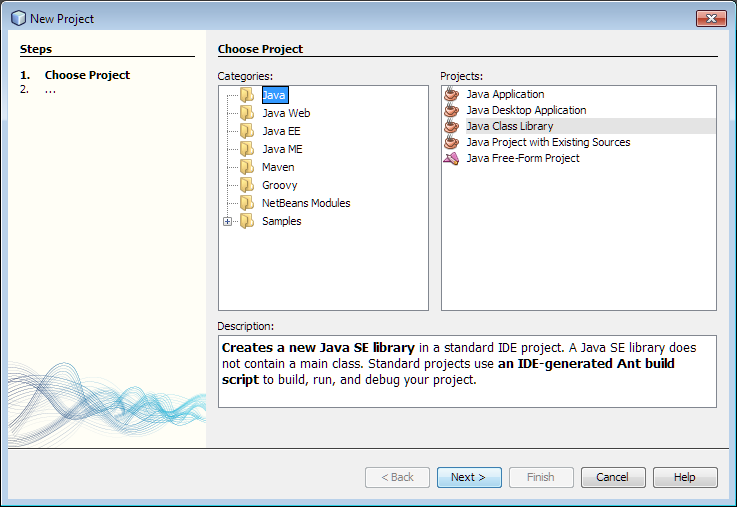 New Project
Steps
1. Choose Project
2. ...
Choose Project
Categories:
Java
Java Web
Java EE
Java ME
Maven
Groovy
NetBeans Modules
Samples
Projects:
Java Application
Java Desktop Application
Java Class Library
Java Project with Existing Sources
Java Free-Form Project
Description:
Creates a new Java SE library in a standard IDE project. A Java SE library does
not contain a main class. Standard projects use an IDE-generated Ant build
script to build, run, and debug your project.
< Back
Next >
Finish
Cancel
Help